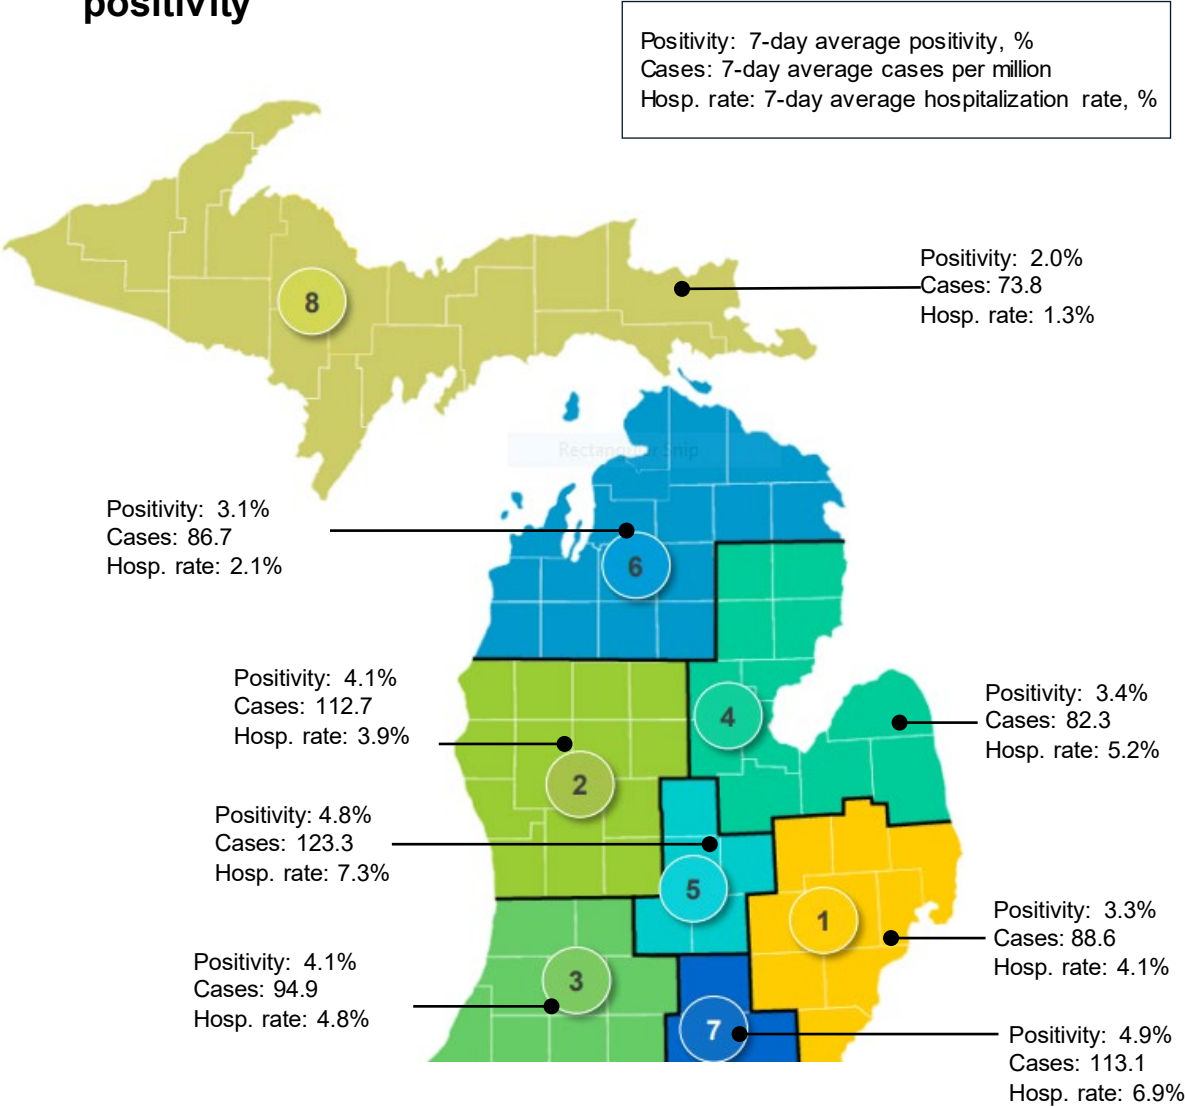 positivity
Positivity: 7-day average positivity, %
Cases: 7-day average cases per million
Hosp. rate: 7-day average hospitalization rate, %
Positivity: 2.0%
Cases: 73.8
Hosp. rate: 1.3%
8
Rectangular Snip
Positivity: 3.1%
Cases: 86.7
Hosp. rate: 2.1%
6
Positivity: 4.1%
Cases: 112.7
Hosp. rate: 3.9%
2
4
Positivity: 3.4%
Cases: 82.3
Hosp. rate: 5.2%
Positivity: 4.8%
Cases: 123.3
Hosp. rate: 7.3%
5
1
Positivity: 3.3%
Cases: 88.6
Hosp. rate: 4.1%
Positivity: 4.1%
Cases: 94.9
Hosp. rate: 4.8%
3
7
Positivity: 4.9%
Cases: 113.1
Hosp. rate: 6.9%